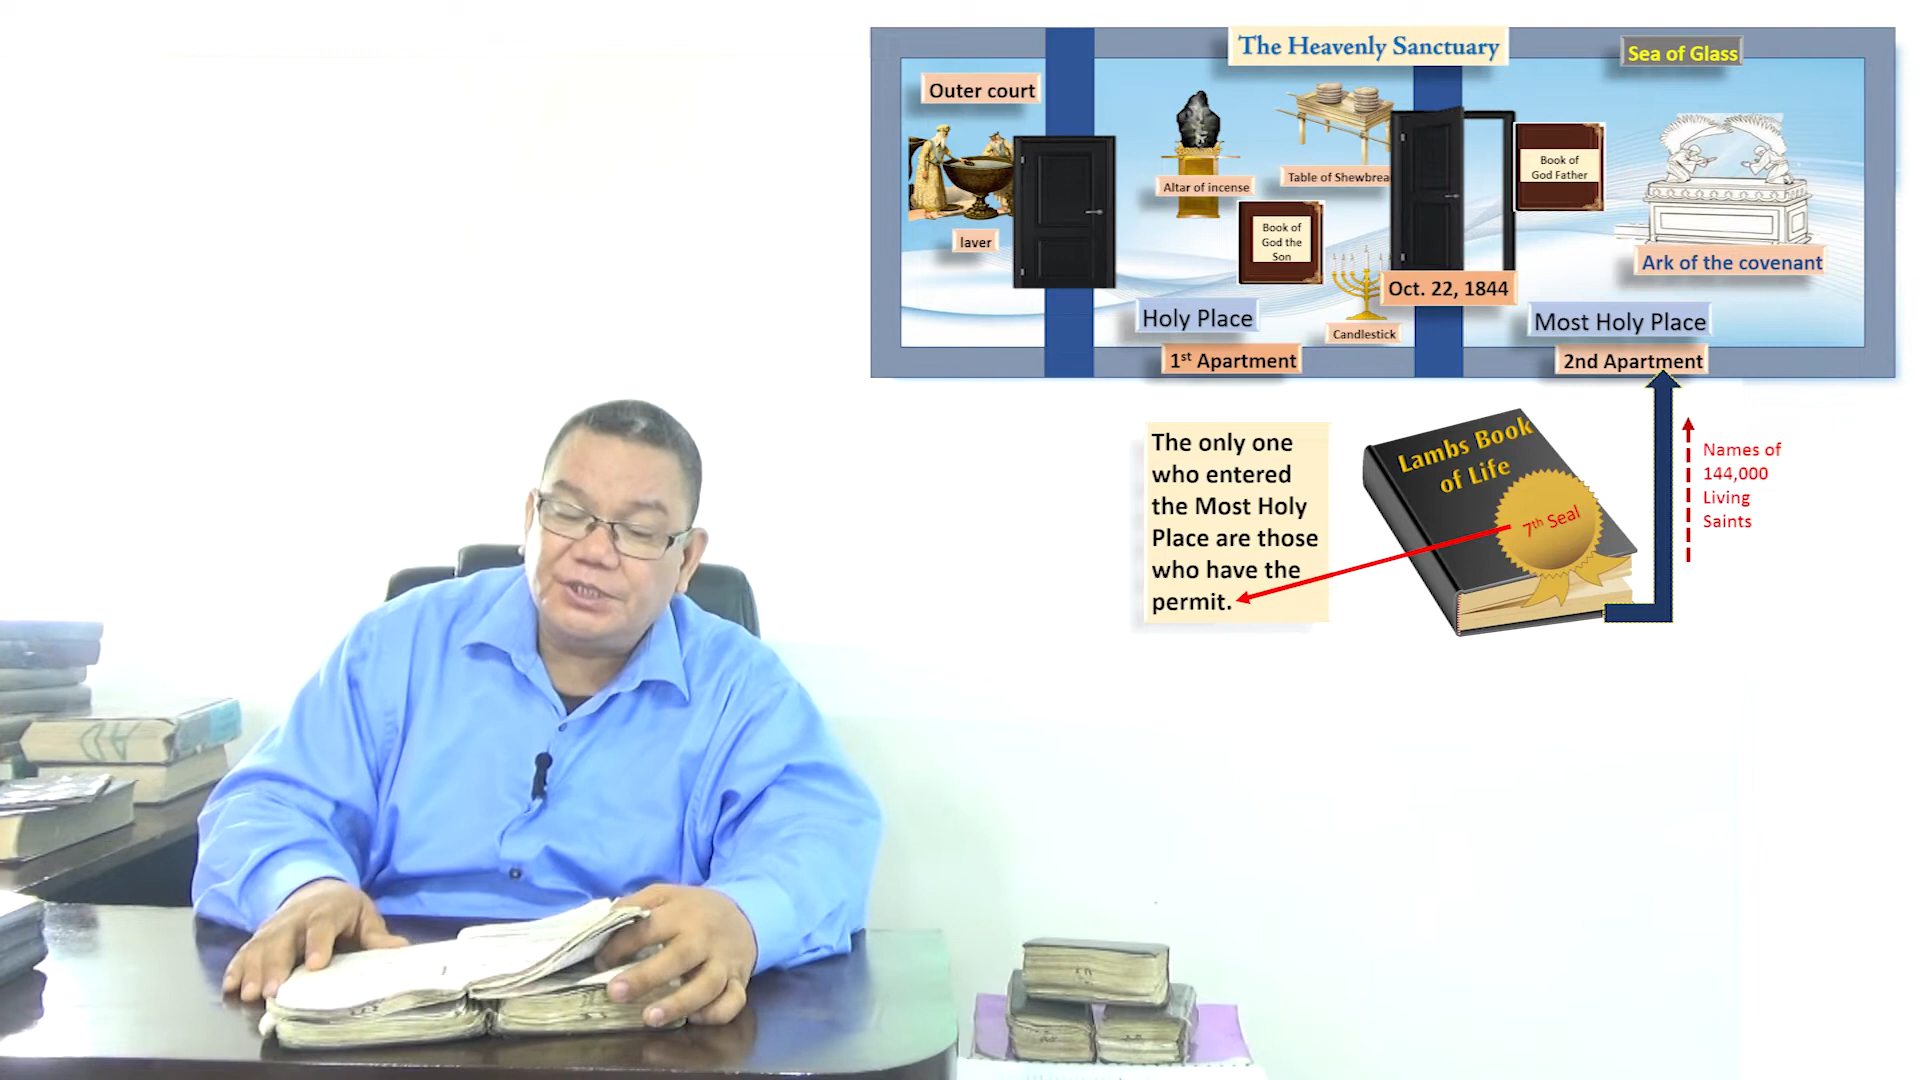 The Heavenly Sanctuary
Sea of Glass
Outer court
laver
Altar of incense
Table of Shewbrea
Book of
God the
Son
Candlestick
Oct. 22, 1844
Book of
God Father
Ark of the covenant
Holy Place
1st Apartment
Most Holy Place
2nd Apartment
The only one
who entered
the Most Holy
Place are those
who have the
permit.
Lambs Book
of Life
7th Seal
Names of
144,000
Living
Saints